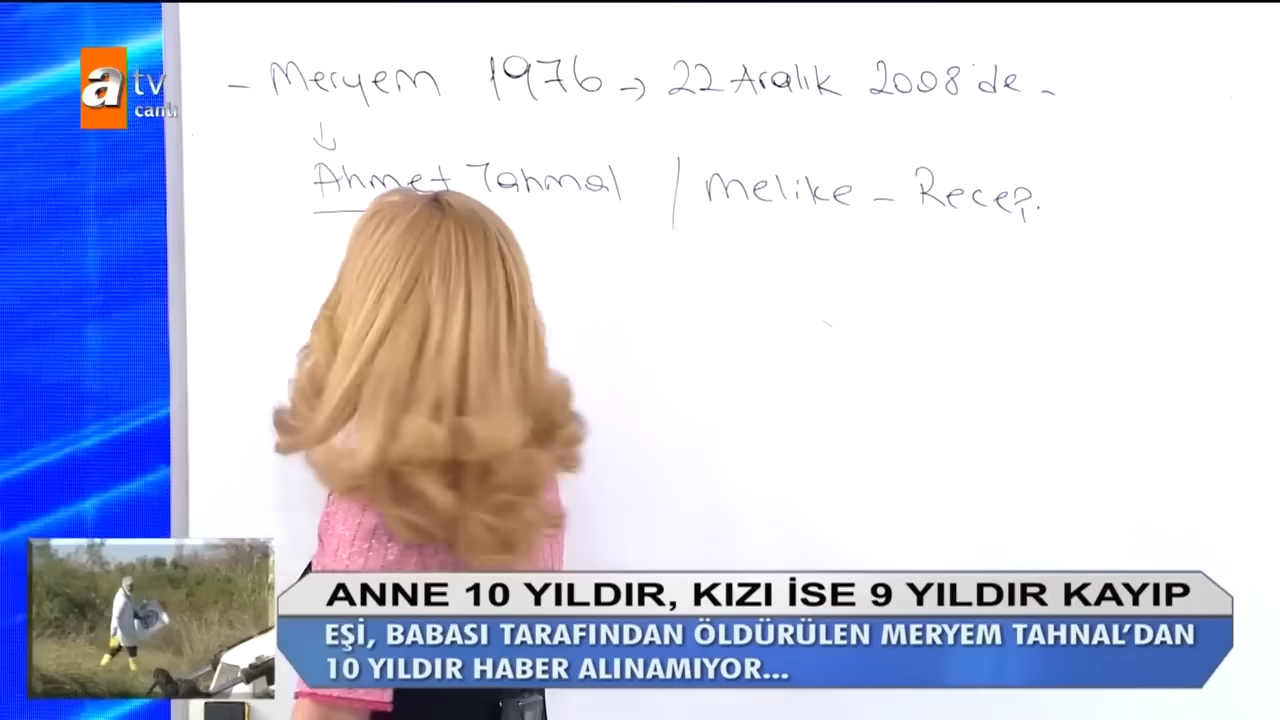 a tv
canlı
- Meryem 1976 → 22 Aralık 2008'de -
↓
Ahmet Tahmal / Melike - Recep.
ANNE 10 YILDIR, KIZI İSE 9 YILDIR KAYIP
EŞİ, BABASI TARAFINDAN ÖLDÜRÜLEN MERYEM TAHNAL'DAN
10 YILDIR HABER ALINAMIYOR...